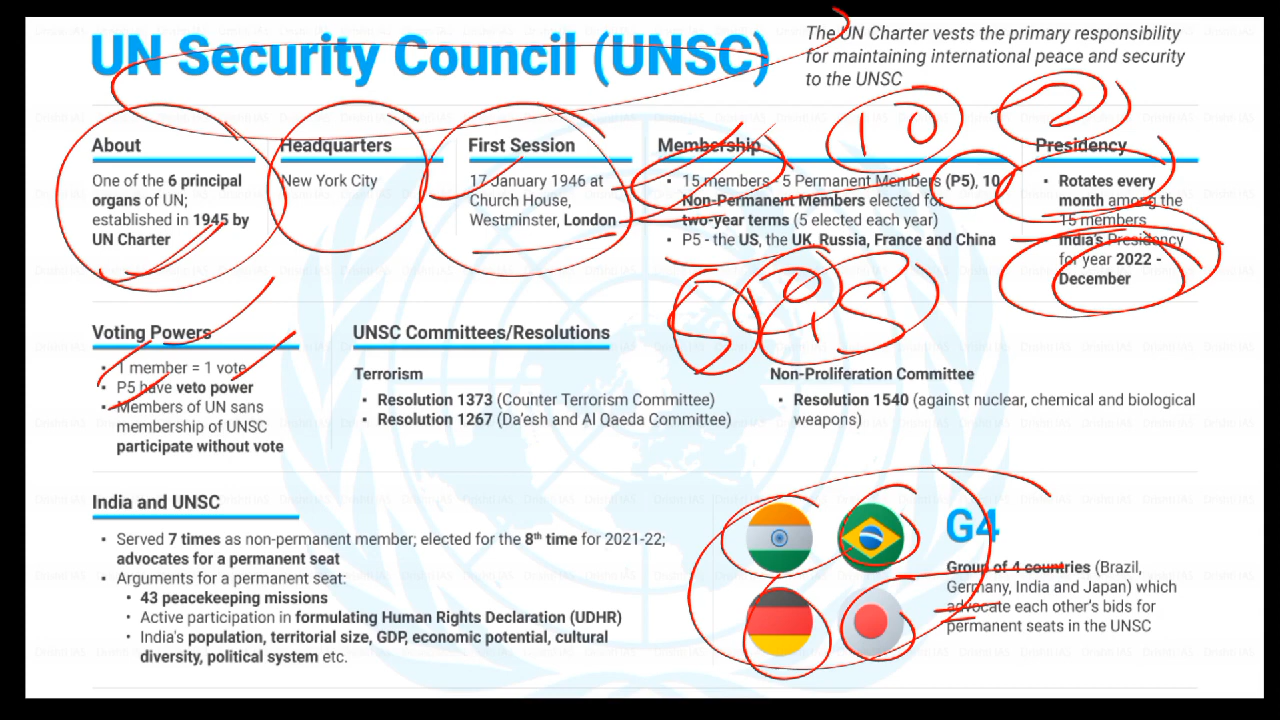 UN Security Council (UNSC)
The UN Charter vests the primary responsibility
for maintaining international peace and security
to the UNSC
About
One of the 6 principal
organs of UN;
established in 1945 by
UN Charter
Headquarters
New York City
First Session
17 January 1946 at
Church House,
Westminster, London
Membership
• 15 members - 5 Permanent Members (P5), 10
Non-Permanent Members elected for
two-year terms (5 elected each year)
• P5 - the US, the UK, Russia, France and China
10
2
Presidency
• Rotates every
month among the
15 members
India's Presidency
for year 2022 -
December
Voting Powers
• 1 member = 1 vote
• P5 have veto power
• Members of UN sans
membership of UNSC
participate without vote
UNSC Committees/Resolutions
Terrorism
• Resolution 1373 (Counter Terrorism Committee)
• Resolution 1267 (Da'esh and Al Qaeda Committee)
Non-Proliferation Committee
• Resolution 1540 (against nuclear, chemical and biological
weapons)
India and UNSC
• Served 7 times as non-permanent member; elected for the 8th time for 2021-22;
advocates for a permanent seat
• Arguments for a permanent seat:
• 43 peacekeeping missions
• Active participation in formulating Human Rights Declaration (UDHR)
• India's population, territorial size, GDP, economic potential, cultural
diversity, political system etc.
G4
Group of 4 countries (Brazil,
Germany, India and Japan) which
advocate each other's bids for
permanent seats in the UNSC